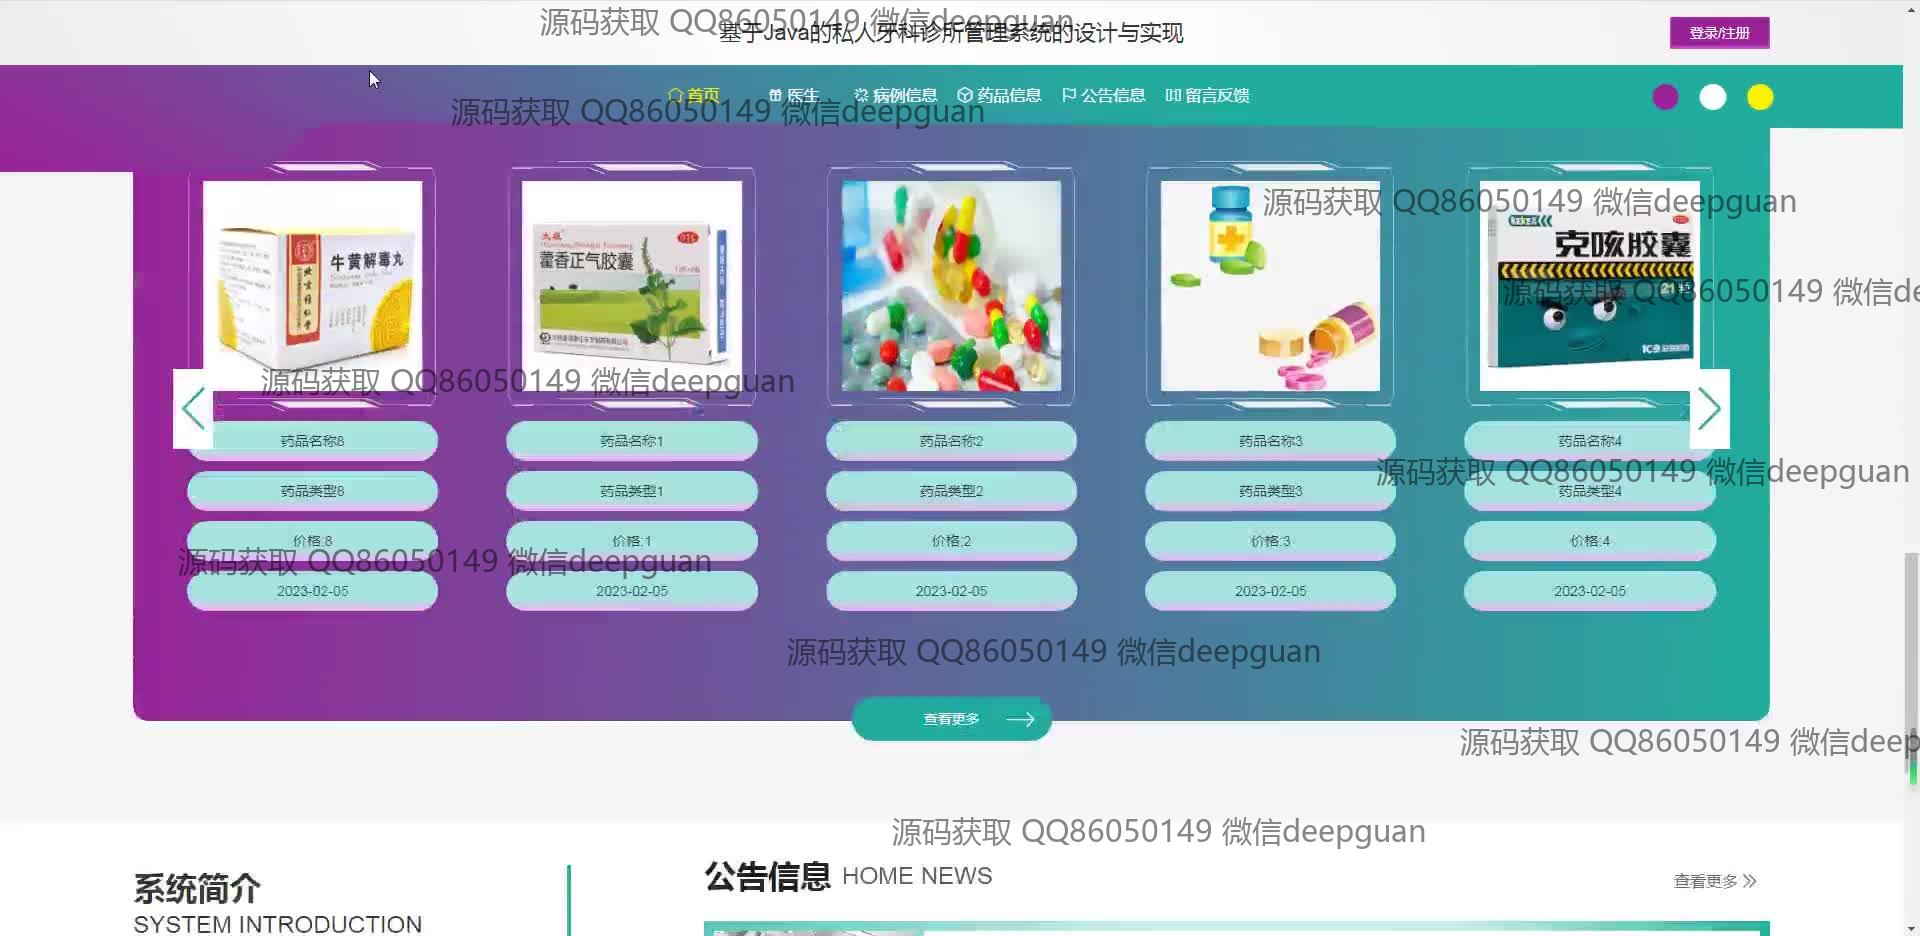 源码获取 QQ86050149 微信deepguan
基于Java的私人牙科诊所管理系统的设计与实现
登录/注册
首页 医生 病例信息 药品信息 公告信息 留言反馈
源码获取 QQ86050149 微信deepguan
源码获取 QQ86050149 微信deepguan
牛黄解毒丸
北京同仁堂
藿香正气胶囊
克咳胶囊
21粒
源码获取 QQ86050149 微信de
源码获取 QQ86050149 微信deepguan
药品名称8 药品名称1 药品名称2 药品名称3 药品名称4
源码获取 QQ86050149 微信deepguan
药品类型8 药品类型1 药品类型2 药品类型3 药品类型4
价格:8 价格:1 价格:2 价格:3 价格:4
源码获取 QQ86050149 微信deepguan
2023-02-05 2023-02-05 2023-02-05 2023-02-05 2023-02-05
源码获取 QQ86050149 微信deepguan
查看更多
源码获取 QQ86050149 微信deep
源码获取 QQ86050149 微信deepguan
系统简介
SYSTEM INTRODUCTION
公告信息 HOME NEWS
查看更多